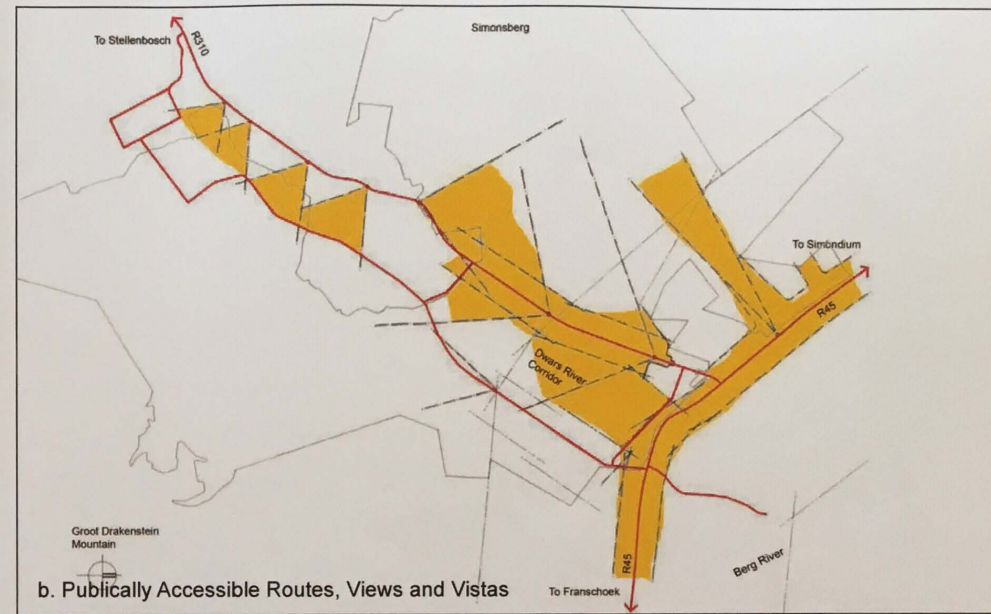 Simonsberg
To Stellenbosch
R310
To Simondium
R45
Dwars River
Corridor
Groot Drakenstein
Mountain
Berg River
R45
b. Publically Accessible Routes, Views and Vistas
To Franschoek